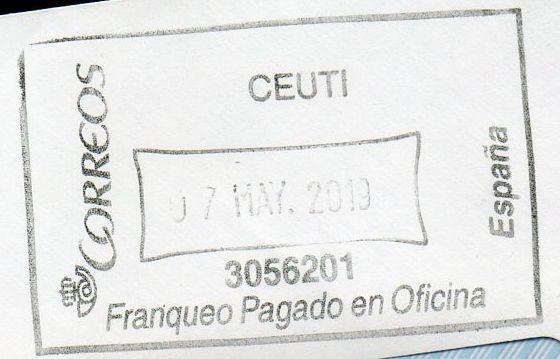 CORREOS
CEUTI
07 MAY. 2019
3056201
Franqueo Pagado en Oficina
España